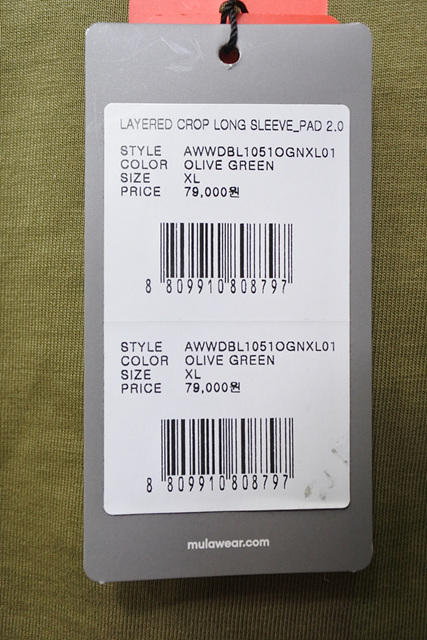 LAYERED CROP LONG SLEEVE_PAD 2.0
STYLE AWWDBL1051OGNXL01
COLOR OLIVE GREEN
SIZE XL
PRICE 79,000원
8 809910 808797
STYLE AWWDBL1051OGNXL01
COLOR OLIVE GREEN
SIZE XL
PRICE 79,000원
8 809910 808797
mulawear.com